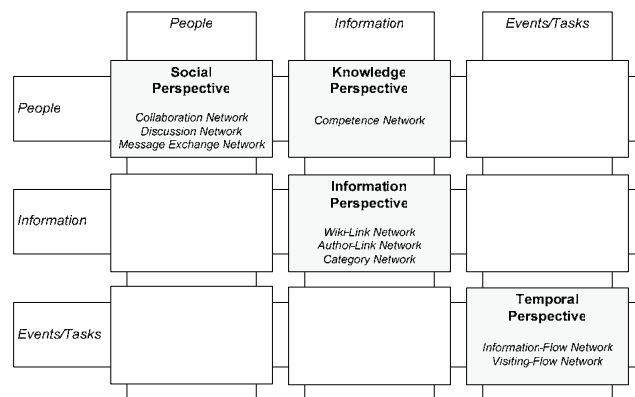 People
Information
Events/Tasks
People
Social
Perspective
Collaboration Network
Discussion Network
Message Exchange Network
Knowledge
Perspective
Competence Network
Information
Information
Perspective
Wiki-Link Network
Author-Link Network
Category Network
Events/Tasks
Temporal
Perspective
Information-Flow Network
Visiting-Flow Network